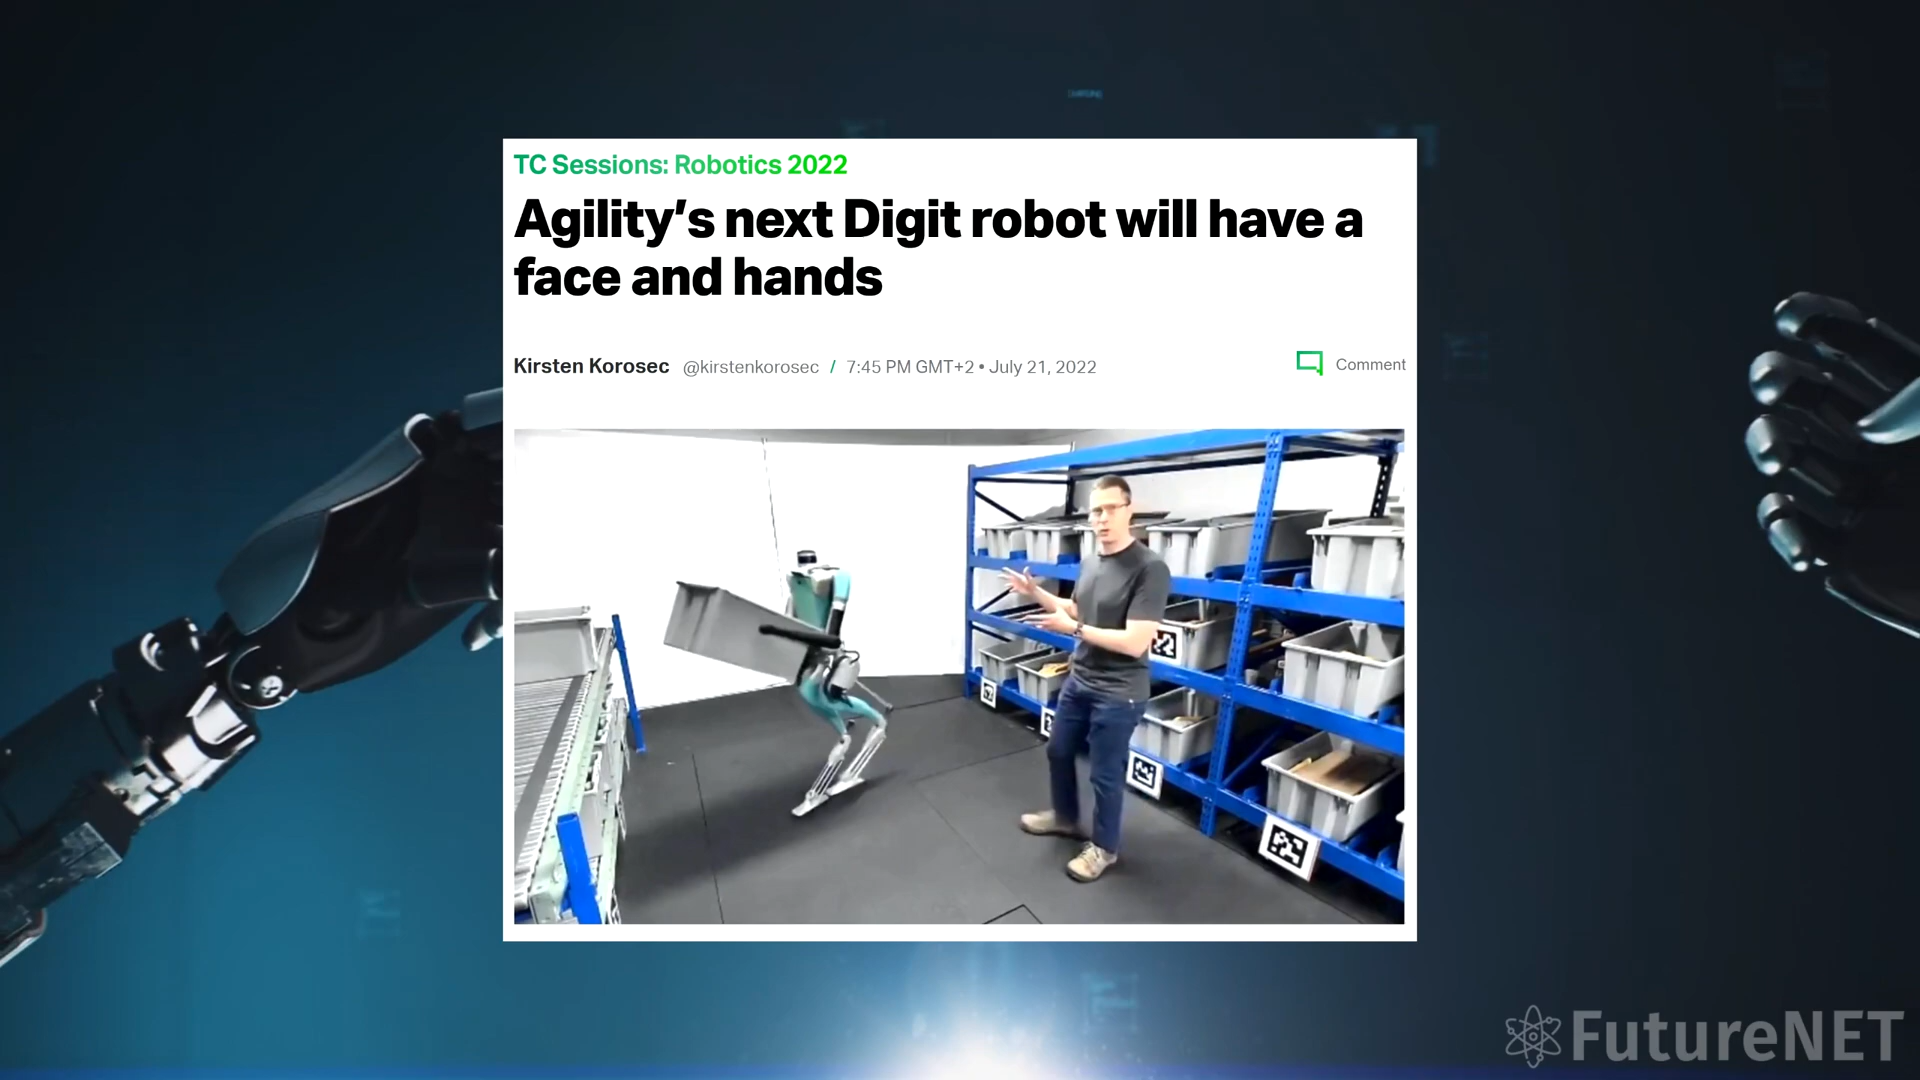 TC Sessions: Robotics 2022
Agility's next Digit robot will have a
face and hands
Kirsten Korosec @kirstenkorosec / 7:45 PM GMT+2 • July 21, 2022
Comment
FutureNET